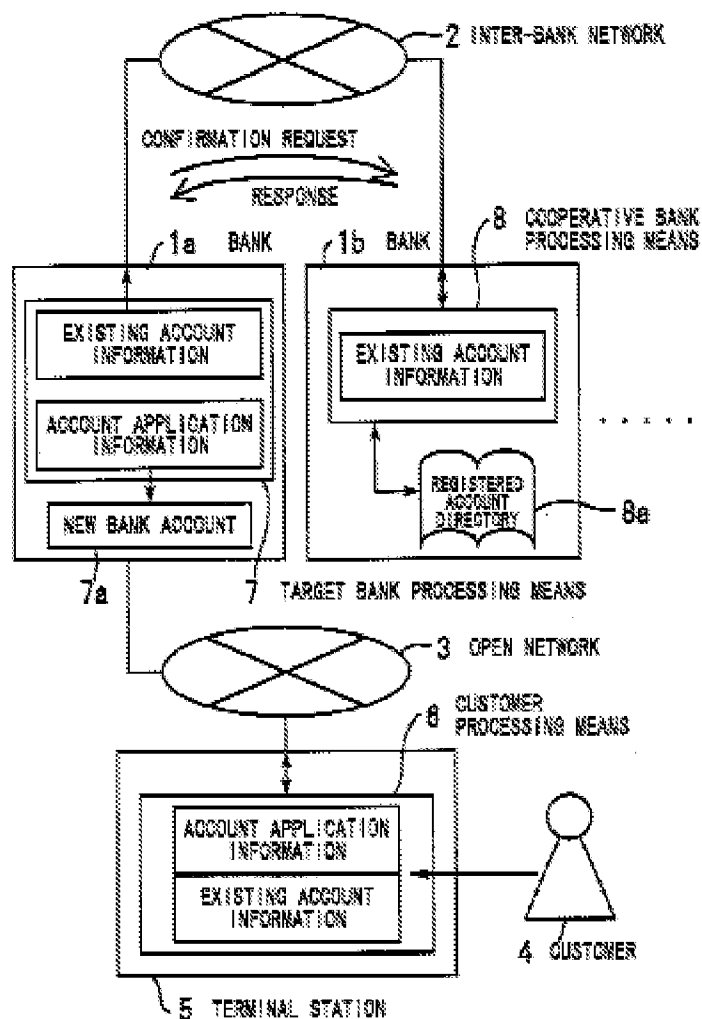 2 INTER-BANK NETWORK
CONFIRMATION REQUEST
RESPONSE
8 COOPERATIVE BANK
PROCESSING MEANS
1a BANK
1b BANK
EXISTING ACCOUNT
INFORMATION
ACCOUNT APPLICATION
INFORMATION
NEW BANK ACCOUNT
7a
7 TARGET BANK PROCESSING MEANS
EXISTING ACCOUNT
INFORMATION
REGISTERED
ACCOUNT
DIRECTORY
8a
.....
3 OPEN NETWORK
6 CUSTOMER
PROCESSING MEANS
ACCOUNT APPLICATION
INFORMATION
EXISTING ACCOUNT
INFORMATION
4 CUSTOMER
5 TERMINAL STATION